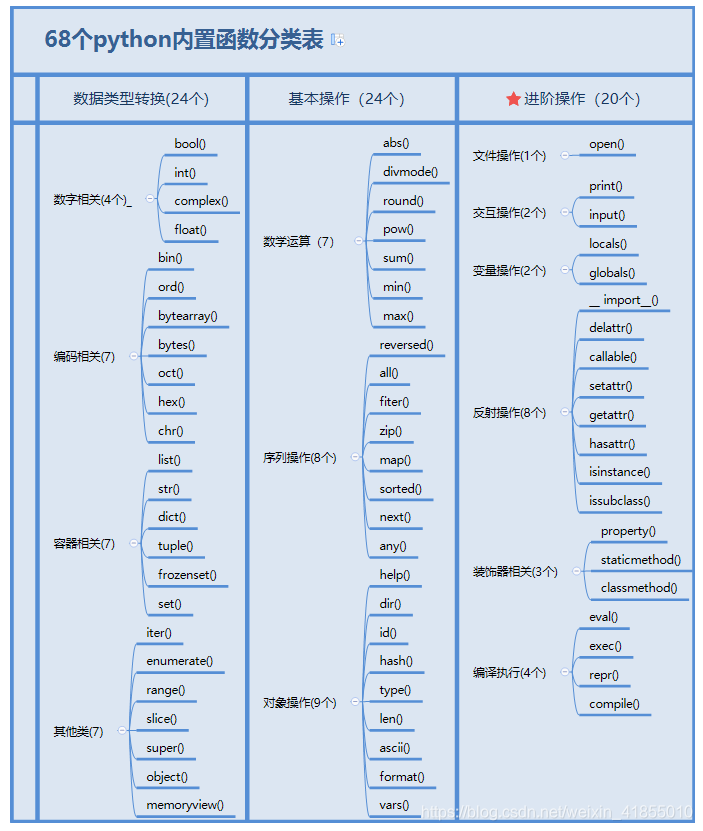 68个python内置函数分类表
数据类型转换(24个)
基本操作（24个）
进阶操作（20个）
数字相关(4个)_
bool()
int()
complex()
float()
编码相关(7)
bin()
ord()
bytearray()
bytes()
oct()
hex()
chr()
容器相关(7)
list()
str()
dict()
tuple()
frozenset()
set()
其他类(7)
iter()
enumerate()
range()
slice()
super()
object()
memoryview()
数学运算（7）
abs()
divmode()
round()
pow()
sum()
min()
max()
序列操作(8个)
reversed()
all()
fiter()
zip()
map()
sorted()
next()
any()
对象操作(9个)
help()
dir()
id()
hash()
type()
len()
ascii()
format()
vars()
文件操作(1个)
open()
交互操作(2个)
print()
input()
变量操作(2个)
locals()
globals()
反射操作(8个)
__ import__()
delattr()
callable()
setattr()
getattr()
hasattr()
isinstance()
issubclass()
装饰器相关(3个)
property()
staticmethod()
classmethod()
编译执行(4个)
eval()
exec()
repr()
compile()
https://blog.csdn.net/weixin_41855010